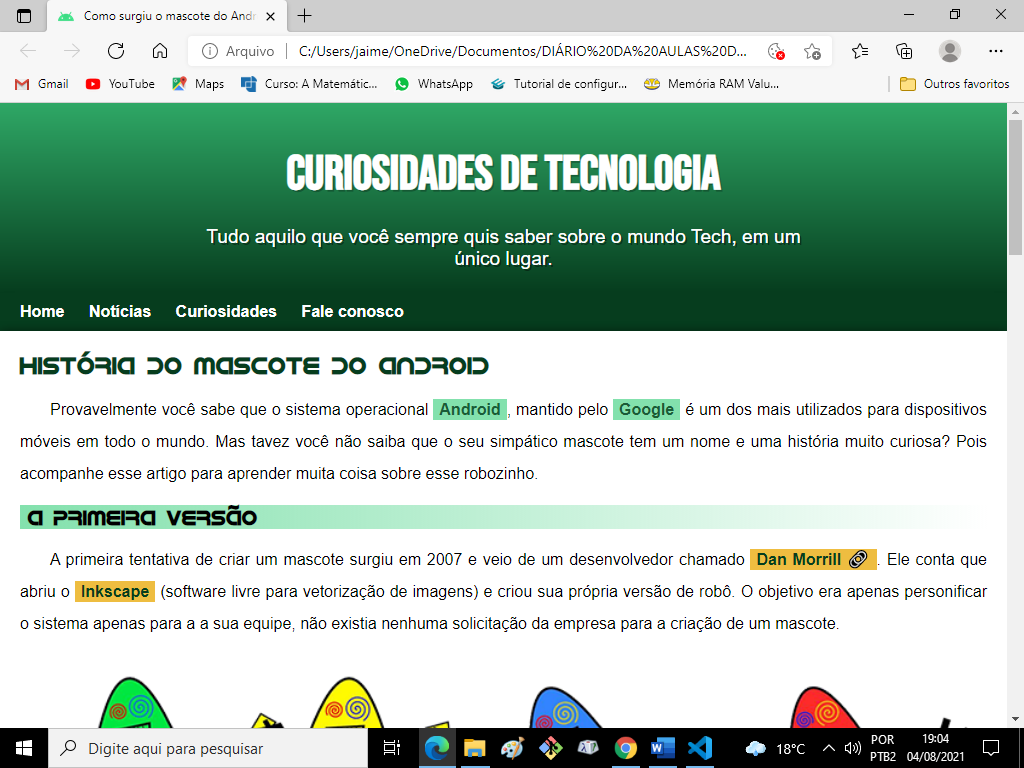 Como surgiu o mascote do Andr
Arquivo
C:/Users/jaime/OneDrive/Documentos/DIÁRIO%20DA%20AULAS%20D...
Gmail
YouTube
Maps
Curso: A Matemátic...
WhatsApp
Tutorial de configur...
Memória RAM Valu...
Outros favoritos
CURIOSIDADES DE TECNOLOGIA
Tudo aquilo que você sempre quis saber sobre o mundo Tech, em um
único lugar.
Home Notícias Curiosidades Fale conosco
História do mascote do Android
Provavelmente você sabe que o sistema operacional Android, mantido pelo Google é um dos mais utilizados para dispositivos
móveis em todo o mundo. Mas tavez você não saiba que o seu simpático mascote tem um nome e uma história muito curiosa? Pois
acompanhe esse artigo para aprender muita coisa sobre esse robozinho.
A primeira versão
A primeira tentativa de criar um mascote surgiu em 2007 e veio de um desenvolvedor chamado Dan Morrill 🔗. Ele conta que
abriu o Inkscape (software livre para vetorização de imagens) e criou sua própria versão de robô. O objetivo era apenas personificar
o sistema apenas para a a sua equipe, não existia nenhuma solicitação da empresa para a criação de um mascote.
Digite aqui para pesquisar
18°C
POR
PTB2
19:04
04/08/2021